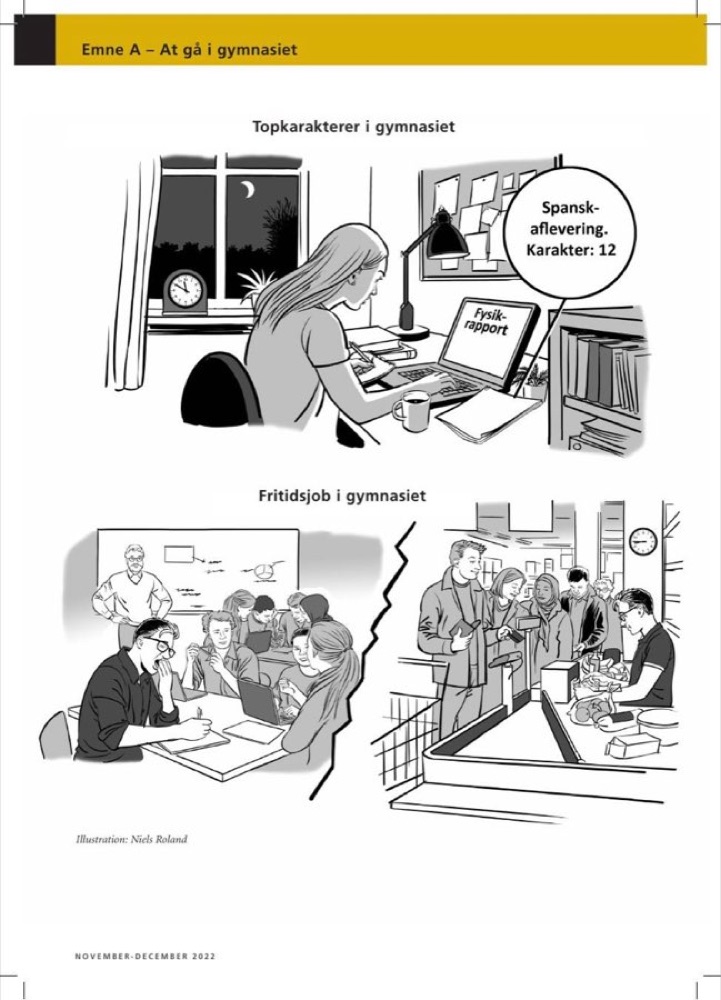 Emne A – At gå i gymnasiet
Topkarakterer i gymnasiet
Spansk-
aflevering.
Karakter: 12
Fysik-
rapport
Fritidsjob i gymnasiet
Illustration: Niels Roland
NOVEMBER-DECEMBER 2022